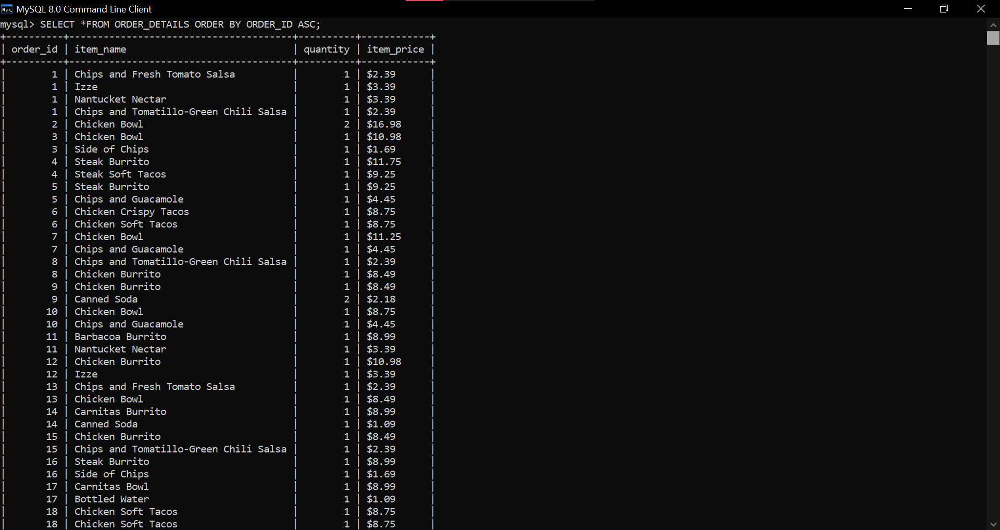 MySQL 8.0 Command Line Client
mysql> SELECT *FROM ORDER_DETAILS ORDER BY ORDER_ID ASC;
+----------+---------------------------------------+----------+------------+
| order_id | item_name                             | quantity | item_price |
+----------+---------------------------------------+----------+------------+
|        1 | Chips and Fresh Tomato Salsa          |        1 | $2.39      |
|        1 | Izze                                  |        1 | $3.39      |
|        1 | Nantucket Nectar                      |        1 | $3.39      |
|        1 | Chips and Tomatillo-Green Chili Salsa |        1 | $2.39      |
|        2 | Chicken Bowl                          |        2 | $16.98     |
|        3 | Chicken Bowl                          |        1 | $10.98     |
|        3 | Side of Chips                         |        1 | $1.69      |
|        4 | Steak Burrito                         |        1 | $11.75     |
|        4 | Steak Soft Tacos                      |        1 | $9.25      |
|        5 | Steak Burrito                         |        1 | $9.25      |
|        5 | Chips and Guacamole                   |        1 | $4.45      |
|        6 | Chicken Crispy Tacos                  |        1 | $8.75      |
|        6 | Chicken Soft Tacos                    |        1 | $8.75      |
|        7 | Chicken Bowl                          |        1 | $11.25     |
|        7 | Chips and Guacamole                   |        1 | $4.45      |
|        8 | Chips and Tomatillo-Green Chili Salsa |        1 | $2.39      |
|        8 | Chicken Burrito                       |        1 | $8.49      |
|        9 | Chicken Burrito                       |        1 | $8.49      |
|        9 | Canned Soda                           |        2 | $2.18      |
|       10 | Chicken Bowl                          |        1 | $8.75      |
|       10 | Chips and Guacamole                   |        1 | $4.45      |
|       11 | Barbacoa Burrito                      |        1 | $8.99      |
|       11 | Nantucket Nectar                      |        1 | $3.39      |
|       12 | Chicken Burrito                       |        1 | $10.98     |
|       12 | Izze                                  |        1 | $3.39      |
|       13 | Chips and Fresh Tomato Salsa          |        1 | $2.39      |
|       13 | Chicken Bowl                          |        1 | $8.49      |
|       14 | Carnitas Burrito                      |        1 | $8.99      |
|       14 | Canned Soda                           |        1 | $1.09      |
|       15 | Chicken Burrito                       |        1 | $8.49      |
|       15 | Chips and Tomatillo-Green Chili Salsa |        1 | $2.39      |
|       16 | Steak Burrito                         |        1 | $8.99      |
|       16 | Side of Chips                         |        1 | $1.69      |
|       17 | Carnitas Bowl                         |        1 | $8.99      |
|       17 | Bottled Water                         |        1 | $1.09      |
|       18 | Chicken Soft Tacos                    |        1 | $8.75      |
|       18 | Chicken Soft Tacos                    |        1 | $8.75      |